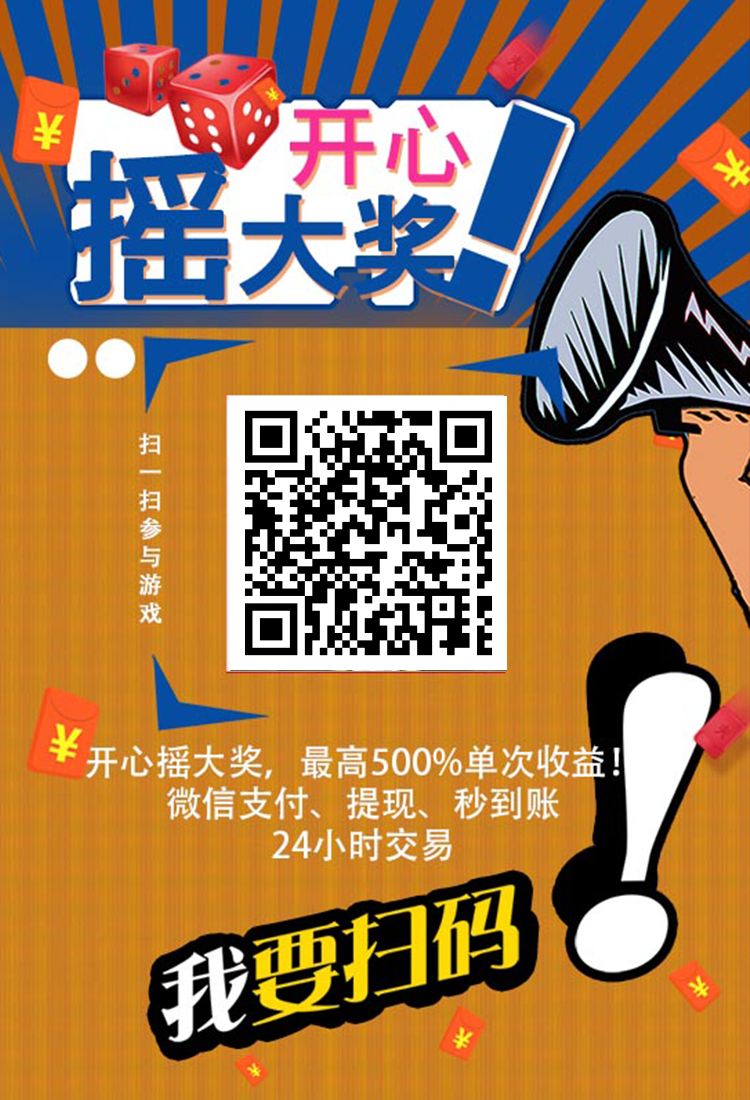 开心
摇大奖!
扫一扫参与游戏
开心摇大奖，最高500%单次收益！
微信支付、提现、秒到账
24小时交易
我要扫码
¥
¥
¥
¥
¥
¥
¥